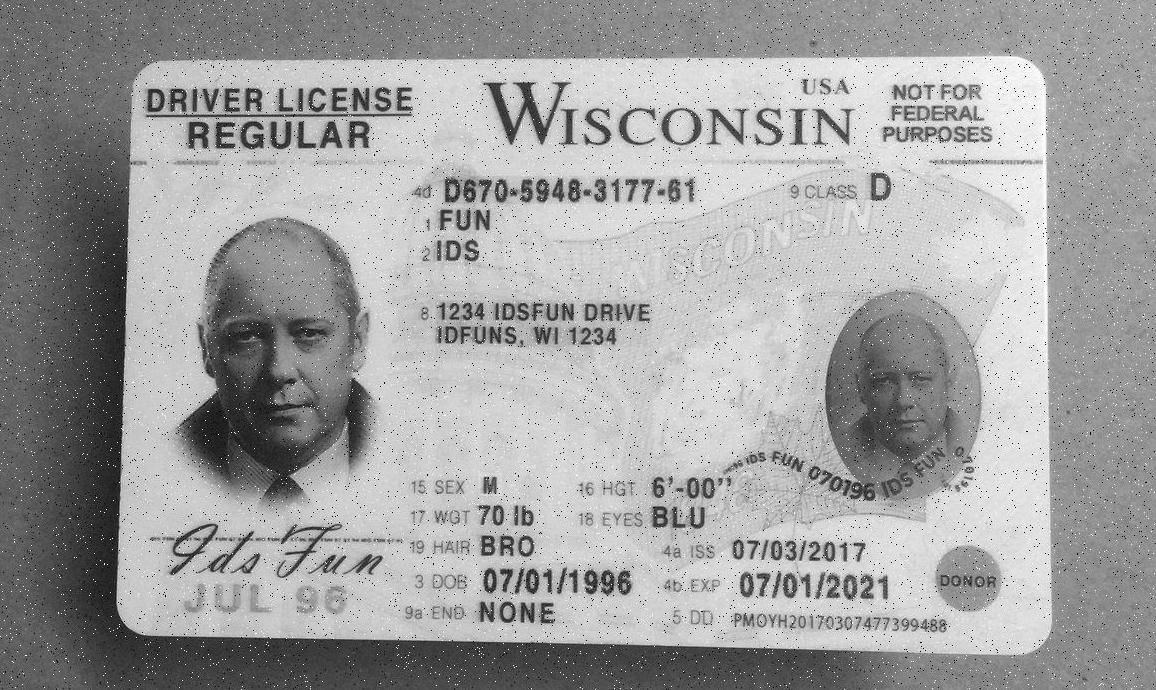 DRIVER LICENSE
REGULAR
WISCONSIN
USA
NOT FOR
FEDERAL
PURPOSES
4d D670-5948-3177-61
9 CLASS D
1 FUN
2 IDS
8. 1234 IDSFUN DRIVE
IDFUNS, WI 1234
WISCONSIN
15 SEX M
16 HGT 6'-00''
17 WGT 70 lb
18 EYES BLU
19 HAIR BRO
4a ISS 07/03/2017
3 DOB 07/01/1996
4b EXP 07/01/2021
9a END NONE
5 DD PMOYH20170307477399488
IDS FUN 070196 IDS FUN
Ids Fun
JUL 96
DONOR